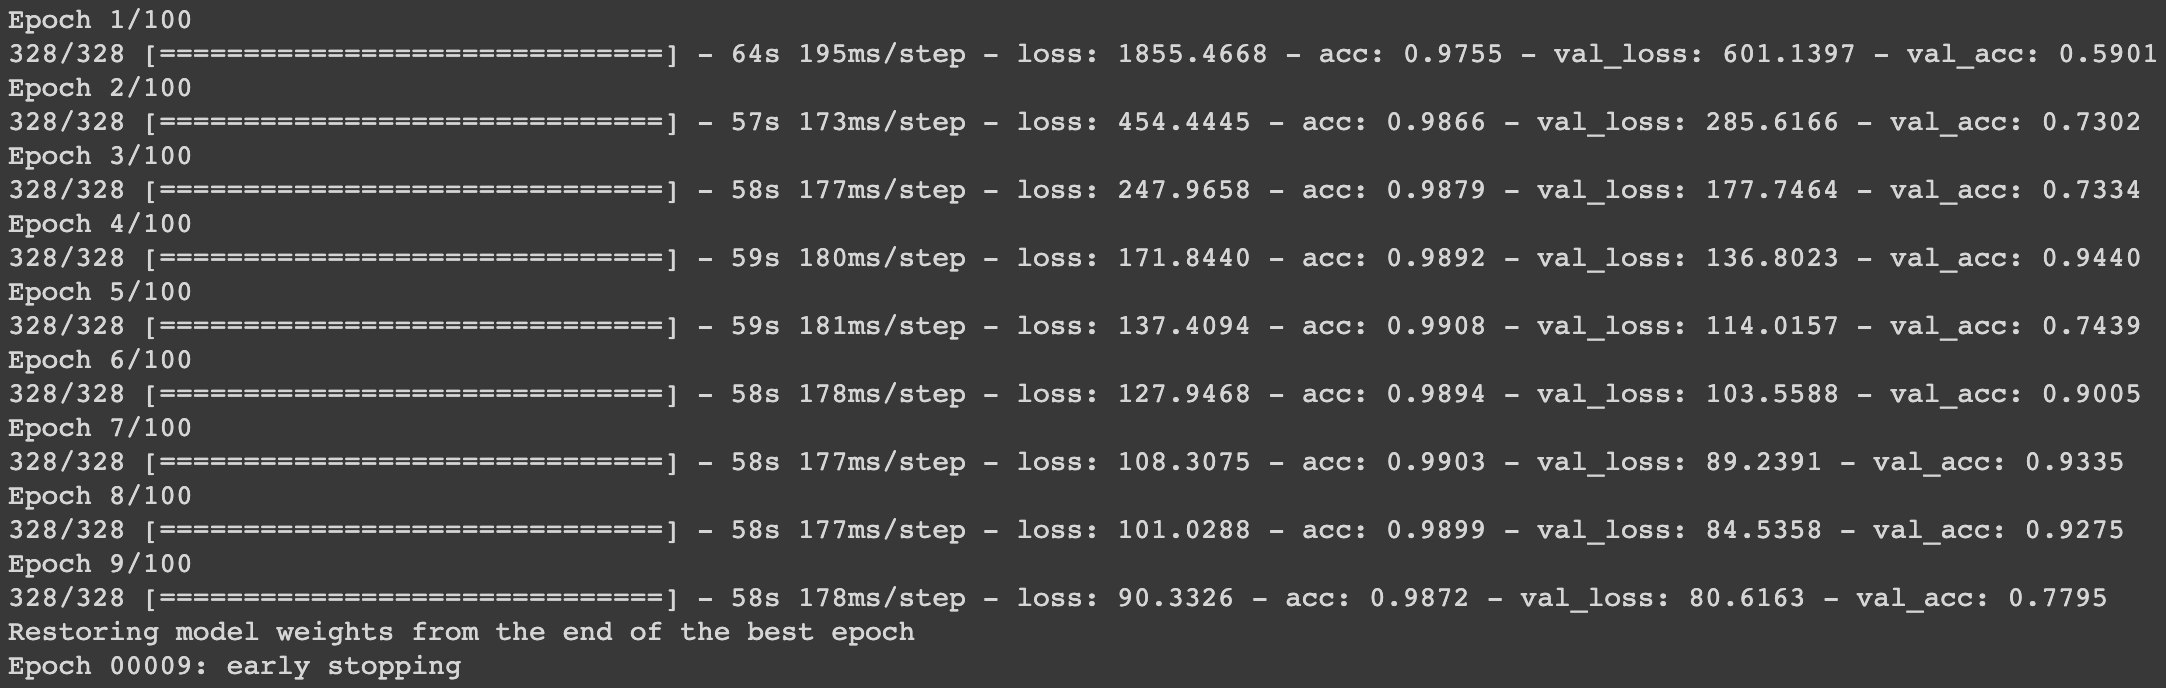 Epoch 1/100
328/328 [==============================] - 64s 195ms/step - loss: 1855.4668 - acc: 0.9755 - val_loss: 601.1397 - val_acc: 0.5901
Epoch 2/100
328/328 [==============================] - 57s 173ms/step - loss: 454.4445 - acc: 0.9866 - val_loss: 285.6166 - val_acc: 0.7302
Epoch 3/100
328/328 [==============================] - 58s 177ms/step - loss: 247.9658 - acc: 0.9879 - val_loss: 177.7464 - val_acc: 0.7334
Epoch 4/100
328/328 [==============================] - 59s 180ms/step - loss: 171.8440 - acc: 0.9892 - val_loss: 136.8023 - val_acc: 0.9440
Epoch 5/100
328/328 [==============================] - 59s 181ms/step - loss: 137.4094 - acc: 0.9908 - val_loss: 114.0157 - val_acc: 0.7439
Epoch 6/100
328/328 [==============================] - 58s 178ms/step - loss: 127.9468 - acc: 0.9894 - val_loss: 103.5588 - val_acc: 0.9005
Epoch 7/100
328/328 [==============================] - 58s 177ms/step - loss: 108.3075 - acc: 0.9903 - val_loss: 89.2391 - val_acc: 0.9335
Epoch 8/100
328/328 [==============================] - 58s 177ms/step - loss: 101.0288 - acc: 0.9899 - val_loss: 84.5358 - val_acc: 0.9275
Epoch 9/100
328/328 [==============================] - 58s 178ms/step - loss: 90.3326 - acc: 0.9872 - val_loss: 80.6163 - val_acc: 0.7795
Restoring model weights from the end of the best epoch
Epoch 00009: early stopping